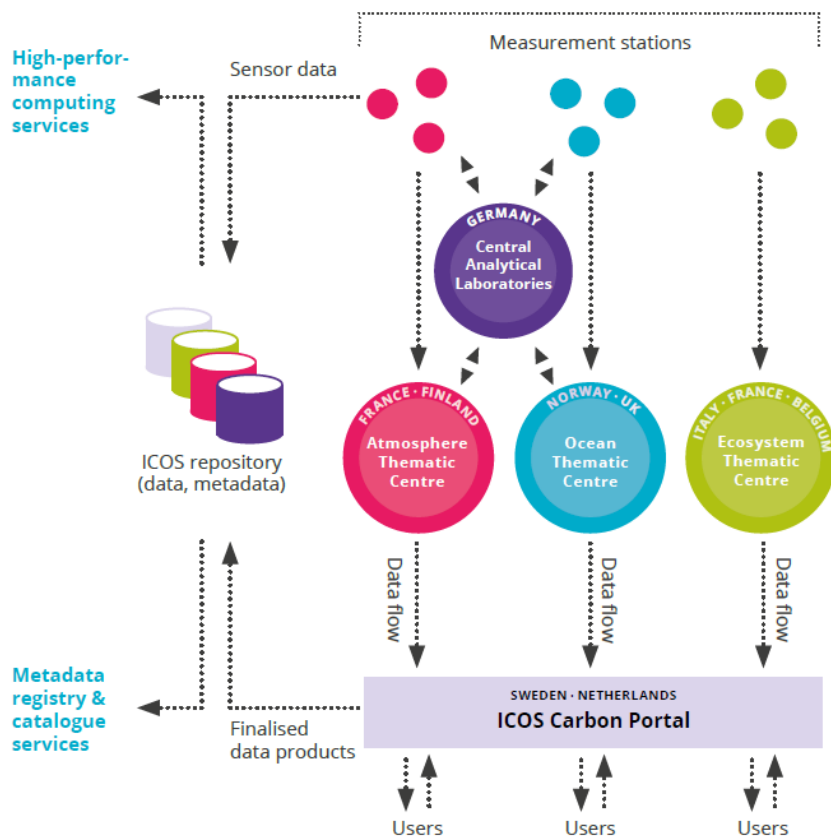 Measurement stations
High-perfor-
mance
computing
services
Sensor data
GERMANY
Central
Analytical
Laboratories
ICOS repository
(data, metadata)
FRANCE · FINLAND
Atmosphere
Thematic
Centre
NORWAY · UK
Ocean
Thematic
Centre
ITALY · FRANCE · BELGIUM
Ecosystem
Thematic
Centre
Data flow
Data flow
Data flow
Metadata
registry &
catalogue
services
Finalised
data products
SWEDEN · NETHERLANDS
ICOS Carbon Portal
Users
Users
Users